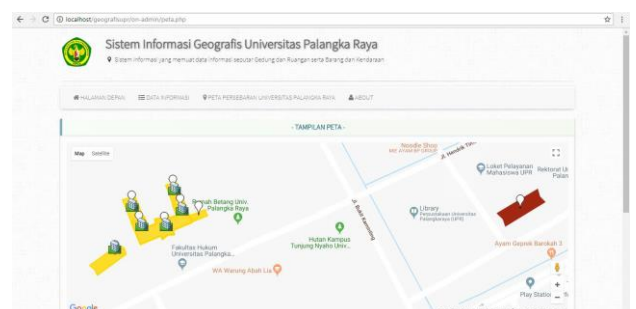 localhost/geografisupr/on-admin/peta.php
Sistem Informasi Geografis Universitas Palangka Raya
Sistem Informasi yang memuat data informasi seputar Gedung dan Ruangan serta Barang dan Kendaraan
HALAMAN DEPAN
DATA INFORMASI
PETA PERSEBARAN UNIVERSITAS PALANGKA RAYA
ABOUT
- TAMPILAN PETA -
Map
Satellite
Noodle Shop
Jl. Hendrik
Loket Pelayanan
Mahasiswa UPR
Rektorat
Palan
Betang Univ.
Palangka Raya
Library
Perpustakaan Universitas
Palangkaraya (UPR)
Hutan Kampus
Tunjung Nyaho Univ...
Fakultas Hukum
Universitas Palangka...
WA Warung Abah Lia
Ayam Geprek Barokah 3
Play Station
Google